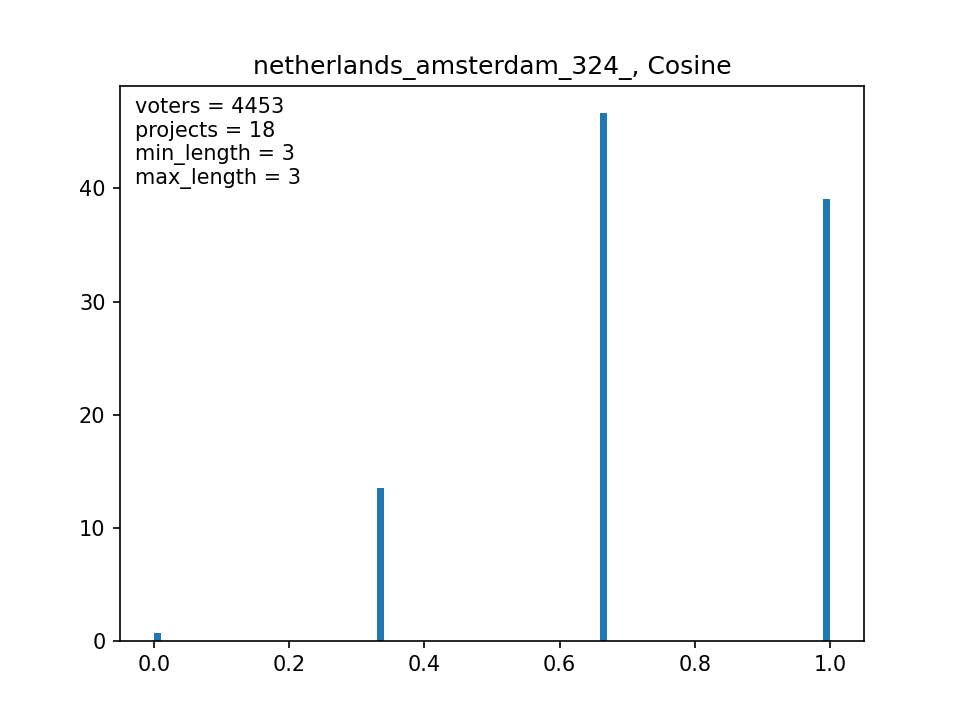 netherlands_amsterdam_324_, Cosine
voters = 4453
projects = 18
min_length = 3
max_length = 3
40
30
20
10
0
0.0 0.2 0.4 0.6 0.8 1.0